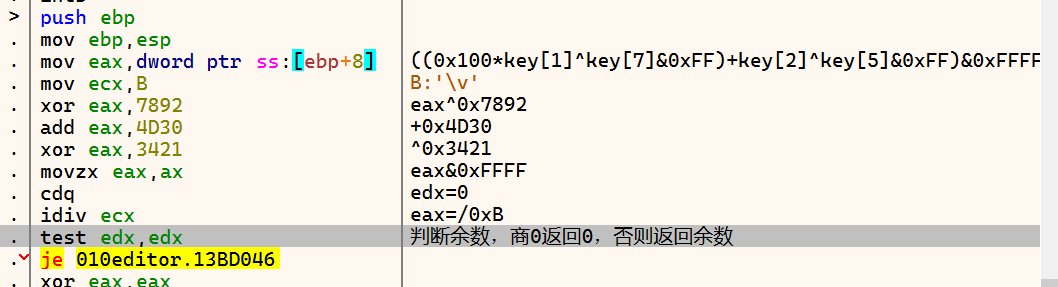 > push ebp
. mov ebp,esp
. mov eax,dword ptr ss:[ebp+8] ((0x100*key[1]^key[7]&0xFF)+key[2]^key[5]&0xFF)&0xFFFF
. mov ecx,B B:'\v'
. xor eax,7892 eax^0x7892
. add eax,4D30 +0x4D30
. xor eax,3421 ^0x3421
. movzx eax,ax eax&0xFFFF
. cdq edx=0
. idiv ecx eax=/0xB
. test edx,edx 判断余数，商0返回0，否则返回余数
. je 010editor.13BD046
. xor eax,eax